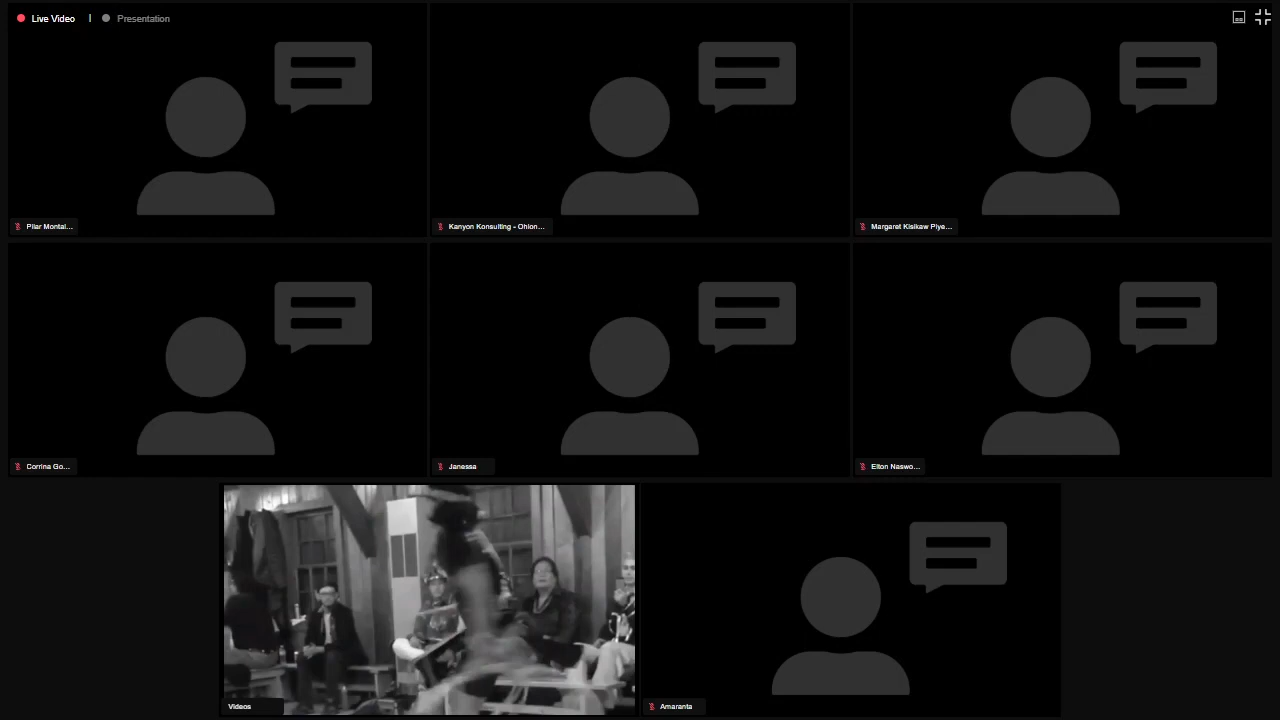 Live Video | Presentation
Pilar Montal...
Kanyon Konsulting - Ohlon...
Margaret Kisikaw Piye...
Corrina Go...
Janessa
Elton Naswo...
Videos
Amaranta